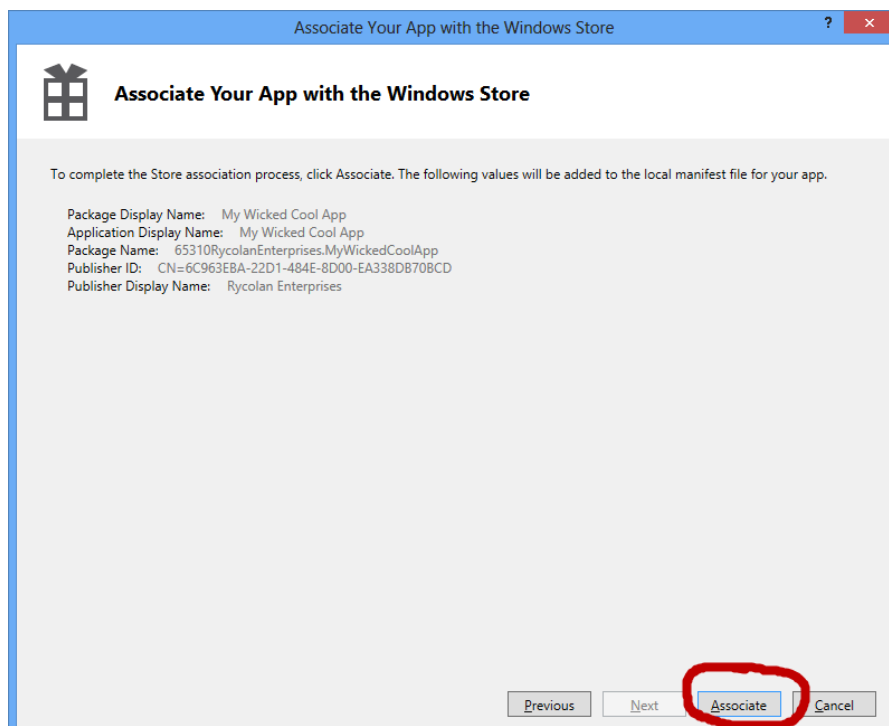 Associate Your App with the Windows Store
?
Associate Your App with the Windows Store
To complete the Store association process, click Associate. The following values will be added to the local manifest file for your app.
Package Display Name: My Wicked Cool App
Application Display Name: My Wicked Cool App
Package Name: 65310RycolanEnterprises.MyWickedCoolApp
Publisher ID: CN=6C963EBA-22D1-484E-8D00-EA338DB70BCD
Publisher Display Name: Rycolan Enterprises
Previous Next Associate Cancel